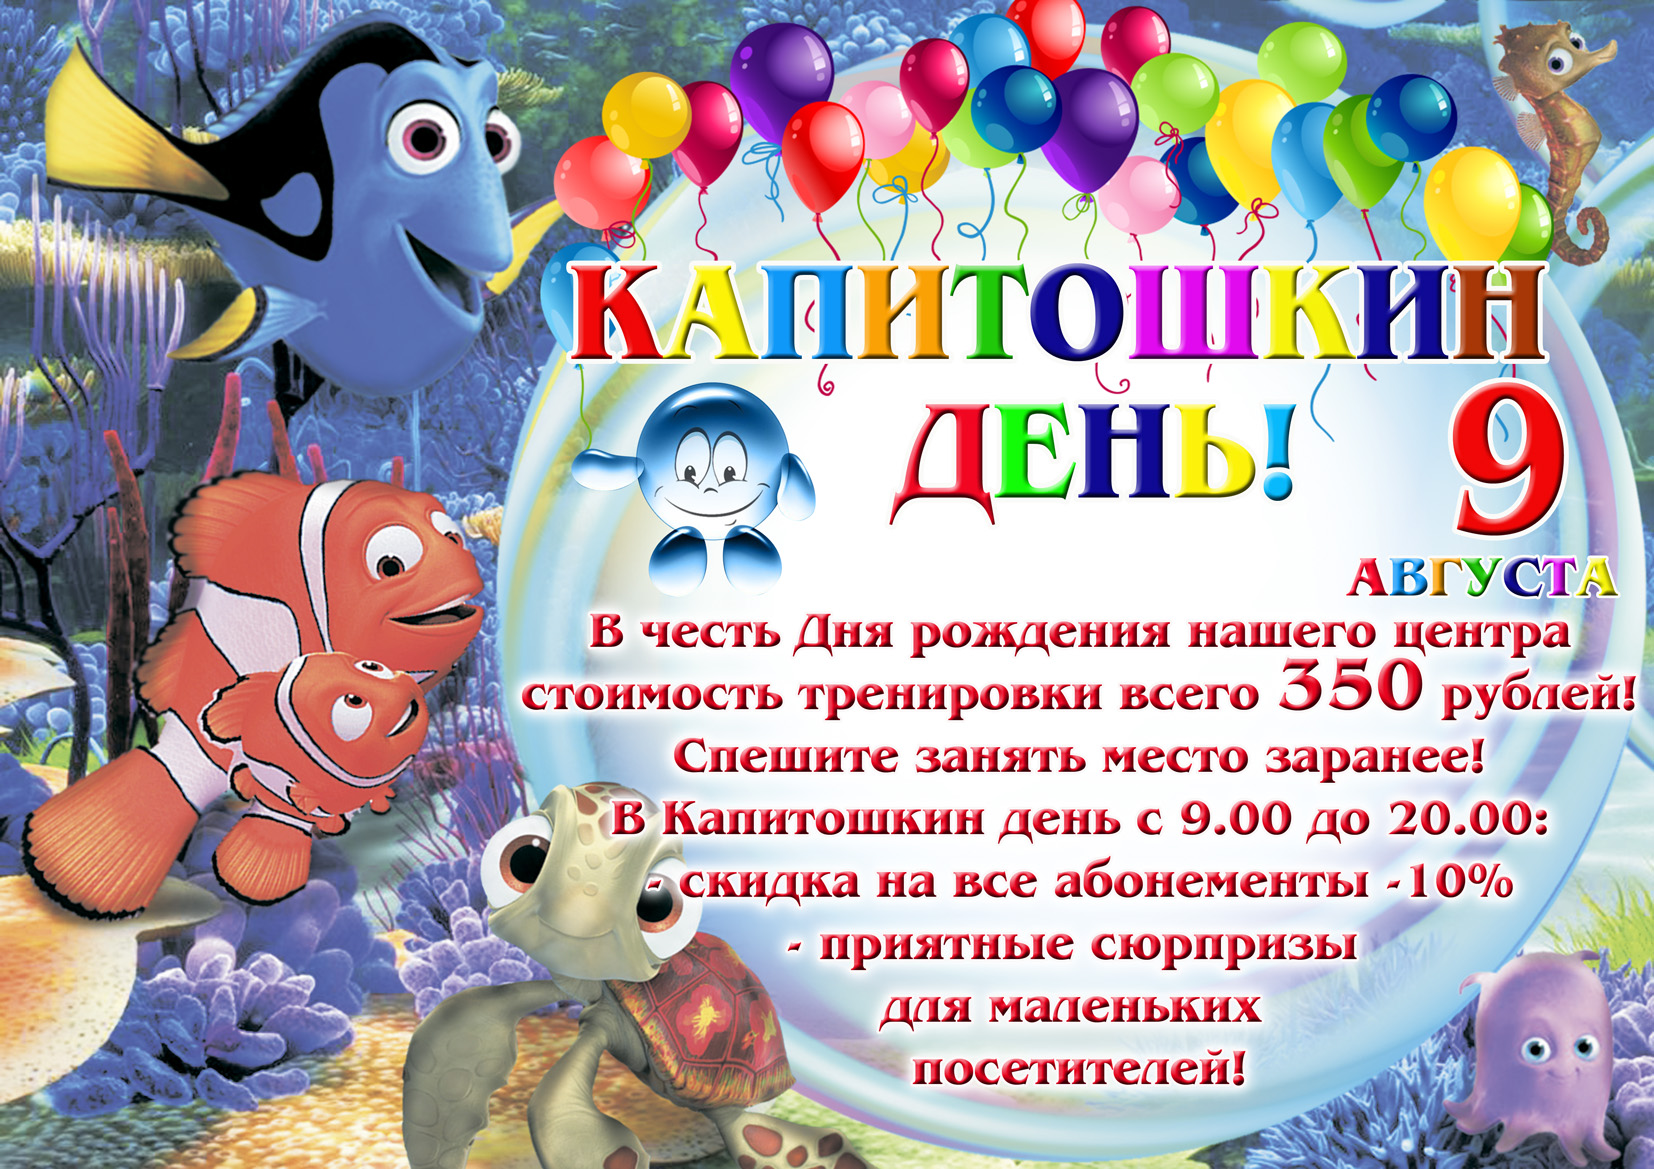 КАПИТОШКИН
ДЕНЬ!
9
АВГУСТА
В честь Дня рождения нашего центра
стоимость тренировки всего 350 рублей!
Спешите занять место заранее!
В Капитошкин день с 9.00 до 20.00:
- скидка на все абонементы -10%
- приятные сюрпризы
для маленьких
посетителей!